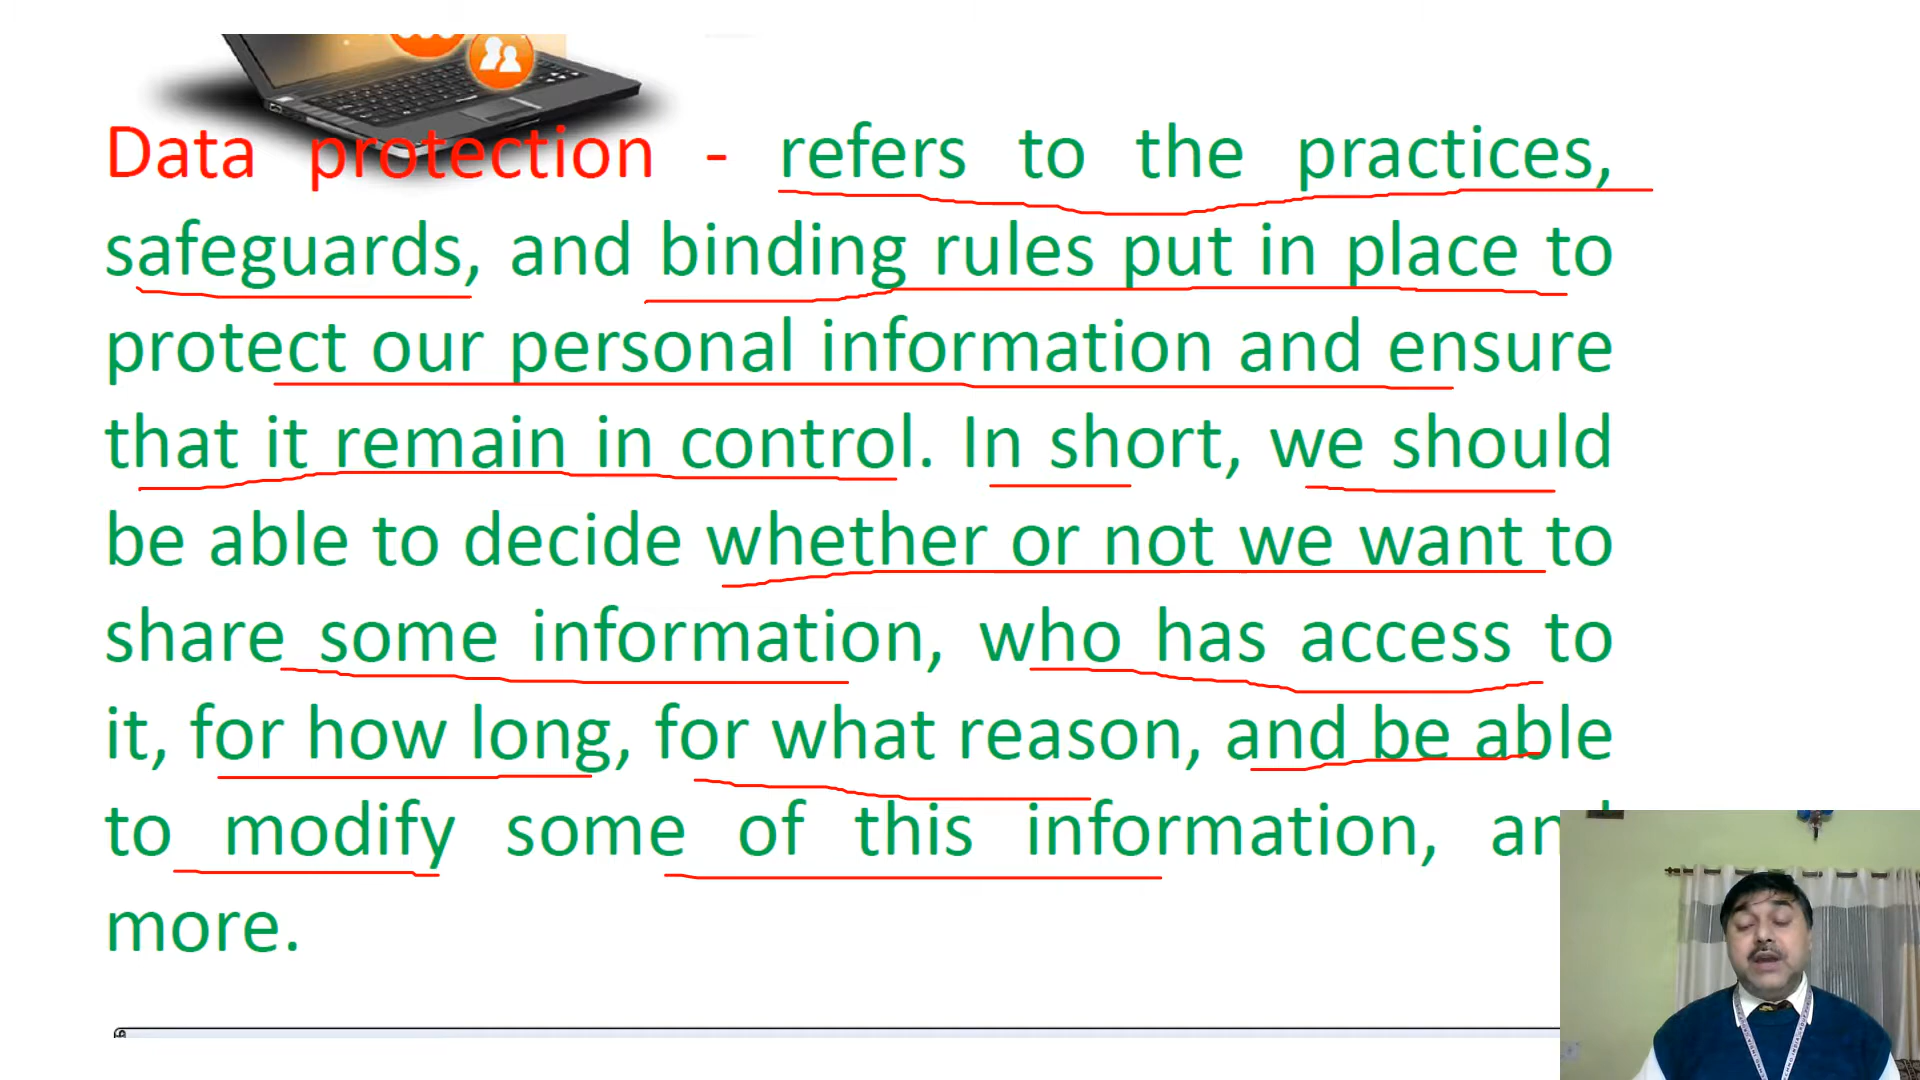 Data protection - refers to the practices,
safeguards, and binding rules put in place to
protect our personal information and ensure
that it remain in control. In short, we should
be able to decide whether or not we want to
share some information, who has access to
it, for how long, for what reason, and be able
to modify some of this information, and
more.